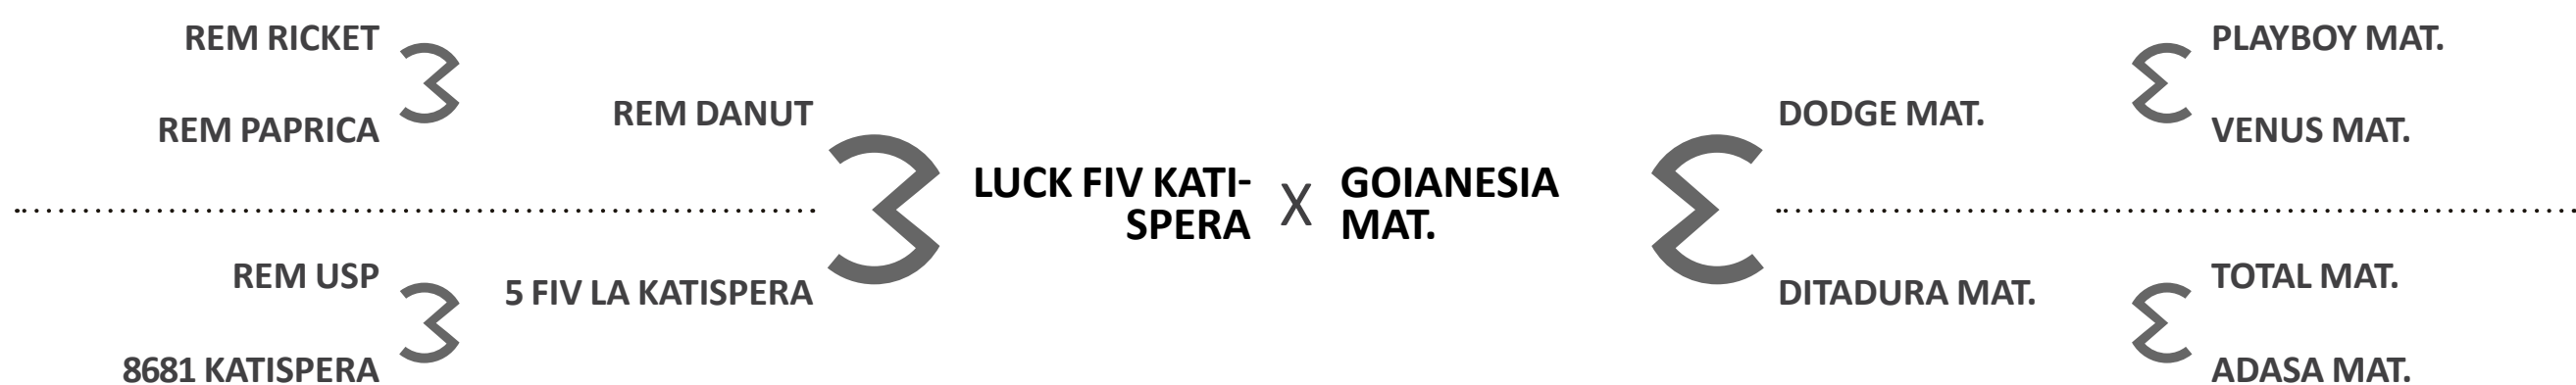 REM RICKET
REM PAPRICA
REM DANUT
REM USP
8681 KATISPERA
5 FIV LA KATISPERA
LUCK FIV KATI-
SPERA
X
GOIANESIA
MAT.
DODGE MAT.
DITADURA MAT.
PLAYBOY MAT.
VENUS MAT.
TOTAL MAT.
ADASA MAT.